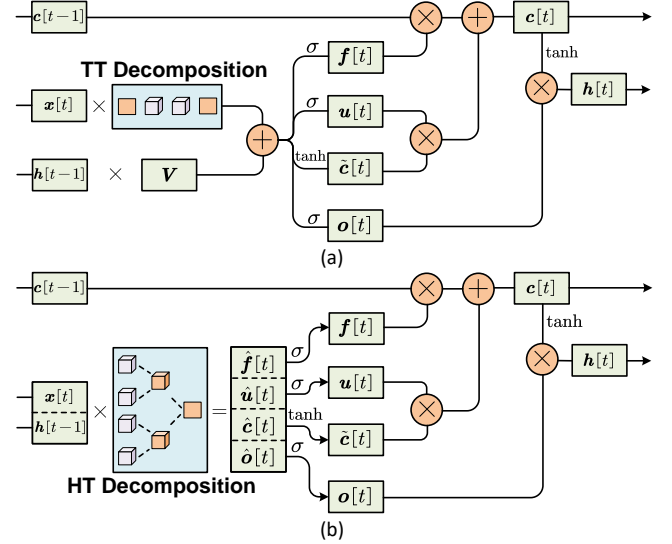 c[t−1] × + c[t]
σ f[t] tanh
TT Decomposition
x[t] × σ u[t] × h[t]
+ ×
h[t−1] × V tanh c̃[t]
σ o[t]
(a)
c[t−1] × + c[t]
σ f[t] tanh
f̂[t]
x[t] × = û[t] σ u[t] × h[t]
h[t−1] ĉ[t] tanh c̃[t] ×
ô[t] σ o[t]
HT Decomposition
(b)